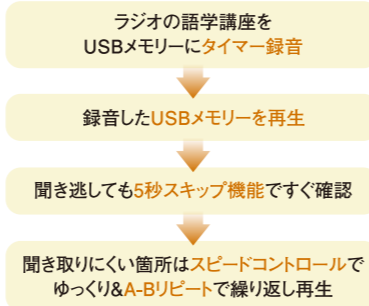 ラジオの語学講座を
USBメモリーにタイマー録音
録音したUSBメモリーを再生
聞き逃しても5秒スキップ機能ですぐ確認
聞き取りにくい箇所はスピードコントロールで
ゆっくり&A-Bリピートで繰り返し再生